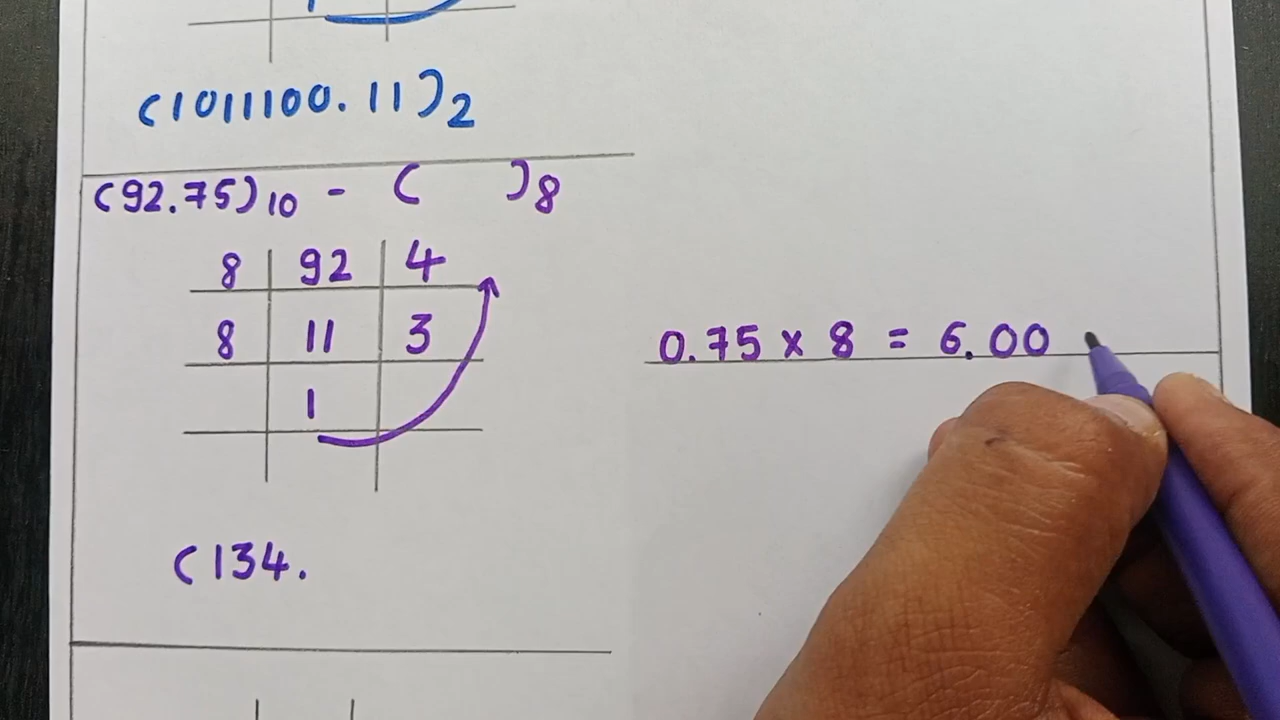 (1011100.11)2
(92.75)10 - (   )8
8 | 92 | 4
8 | 11 | 3
1
0.75 x 8 = 6.00
(134.